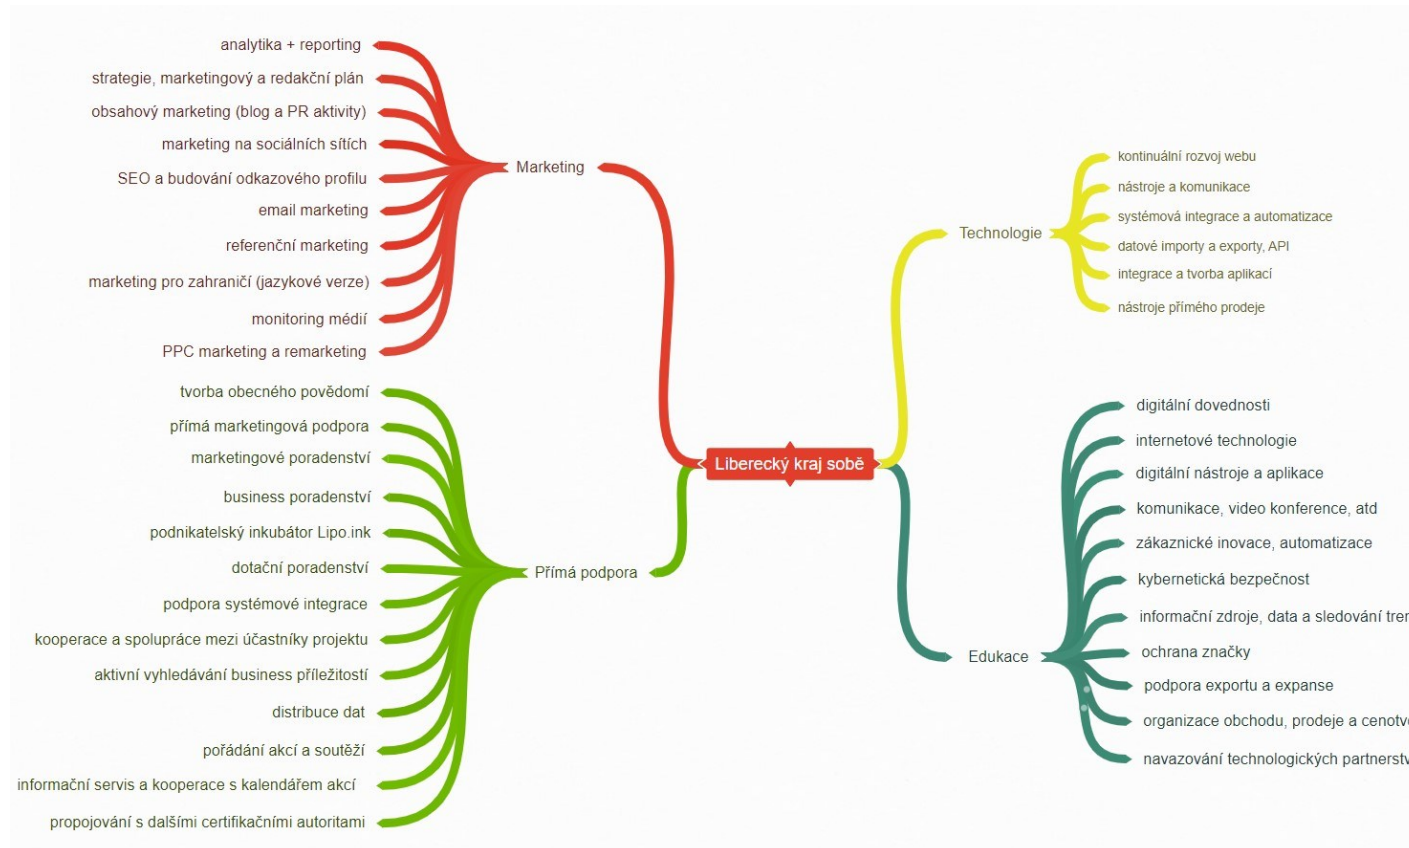 analytika + reporting
strategie, marketingový a redakční plán
obsahový marketing (blog a PR aktivity)
marketing na sociálních sítích
SEO a budování odkazového profilu
email marketing
referenční marketing
marketing pro zahraničí (jazykové verze)
monitoring médií
PPC marketing a remarketing
Marketing
tvorba obecného povědomí
přímá marketingová podpora
marketingové poradenství
business poradenství
podnikatelský inkubátor Lipo.ink
dotační poradenství
podpora systémové integrace
kooperace a spolupráce mezi účastníky projektu
aktivní vyhledávání business příležitostí
distribuce dat
pořádání akcí a soutěží
informační servis a kooperace s kalendářem akcí
propojování s dalšími certifikačními autoritami
Přímá podpora
Liberecký kraj sobě
Technologie
kontinuální rozvoj webu
nástroje a komunikace
systémová integrace a automatizace
datové importy a exporty, API
integrace a tvorba aplikací
nástroje přímého prodeje
Edukace
digitální dovednosti
internetové technologie
digitální nástroje a aplikace
komunikace, video konference, atd
zákaznické inovace, automatizace
kybernetická bezpečnost
informační zdroje, data a sledování
ochrana značky
podpora exportu a expanse
organizace obchodu, prodeje a
navazování technologických